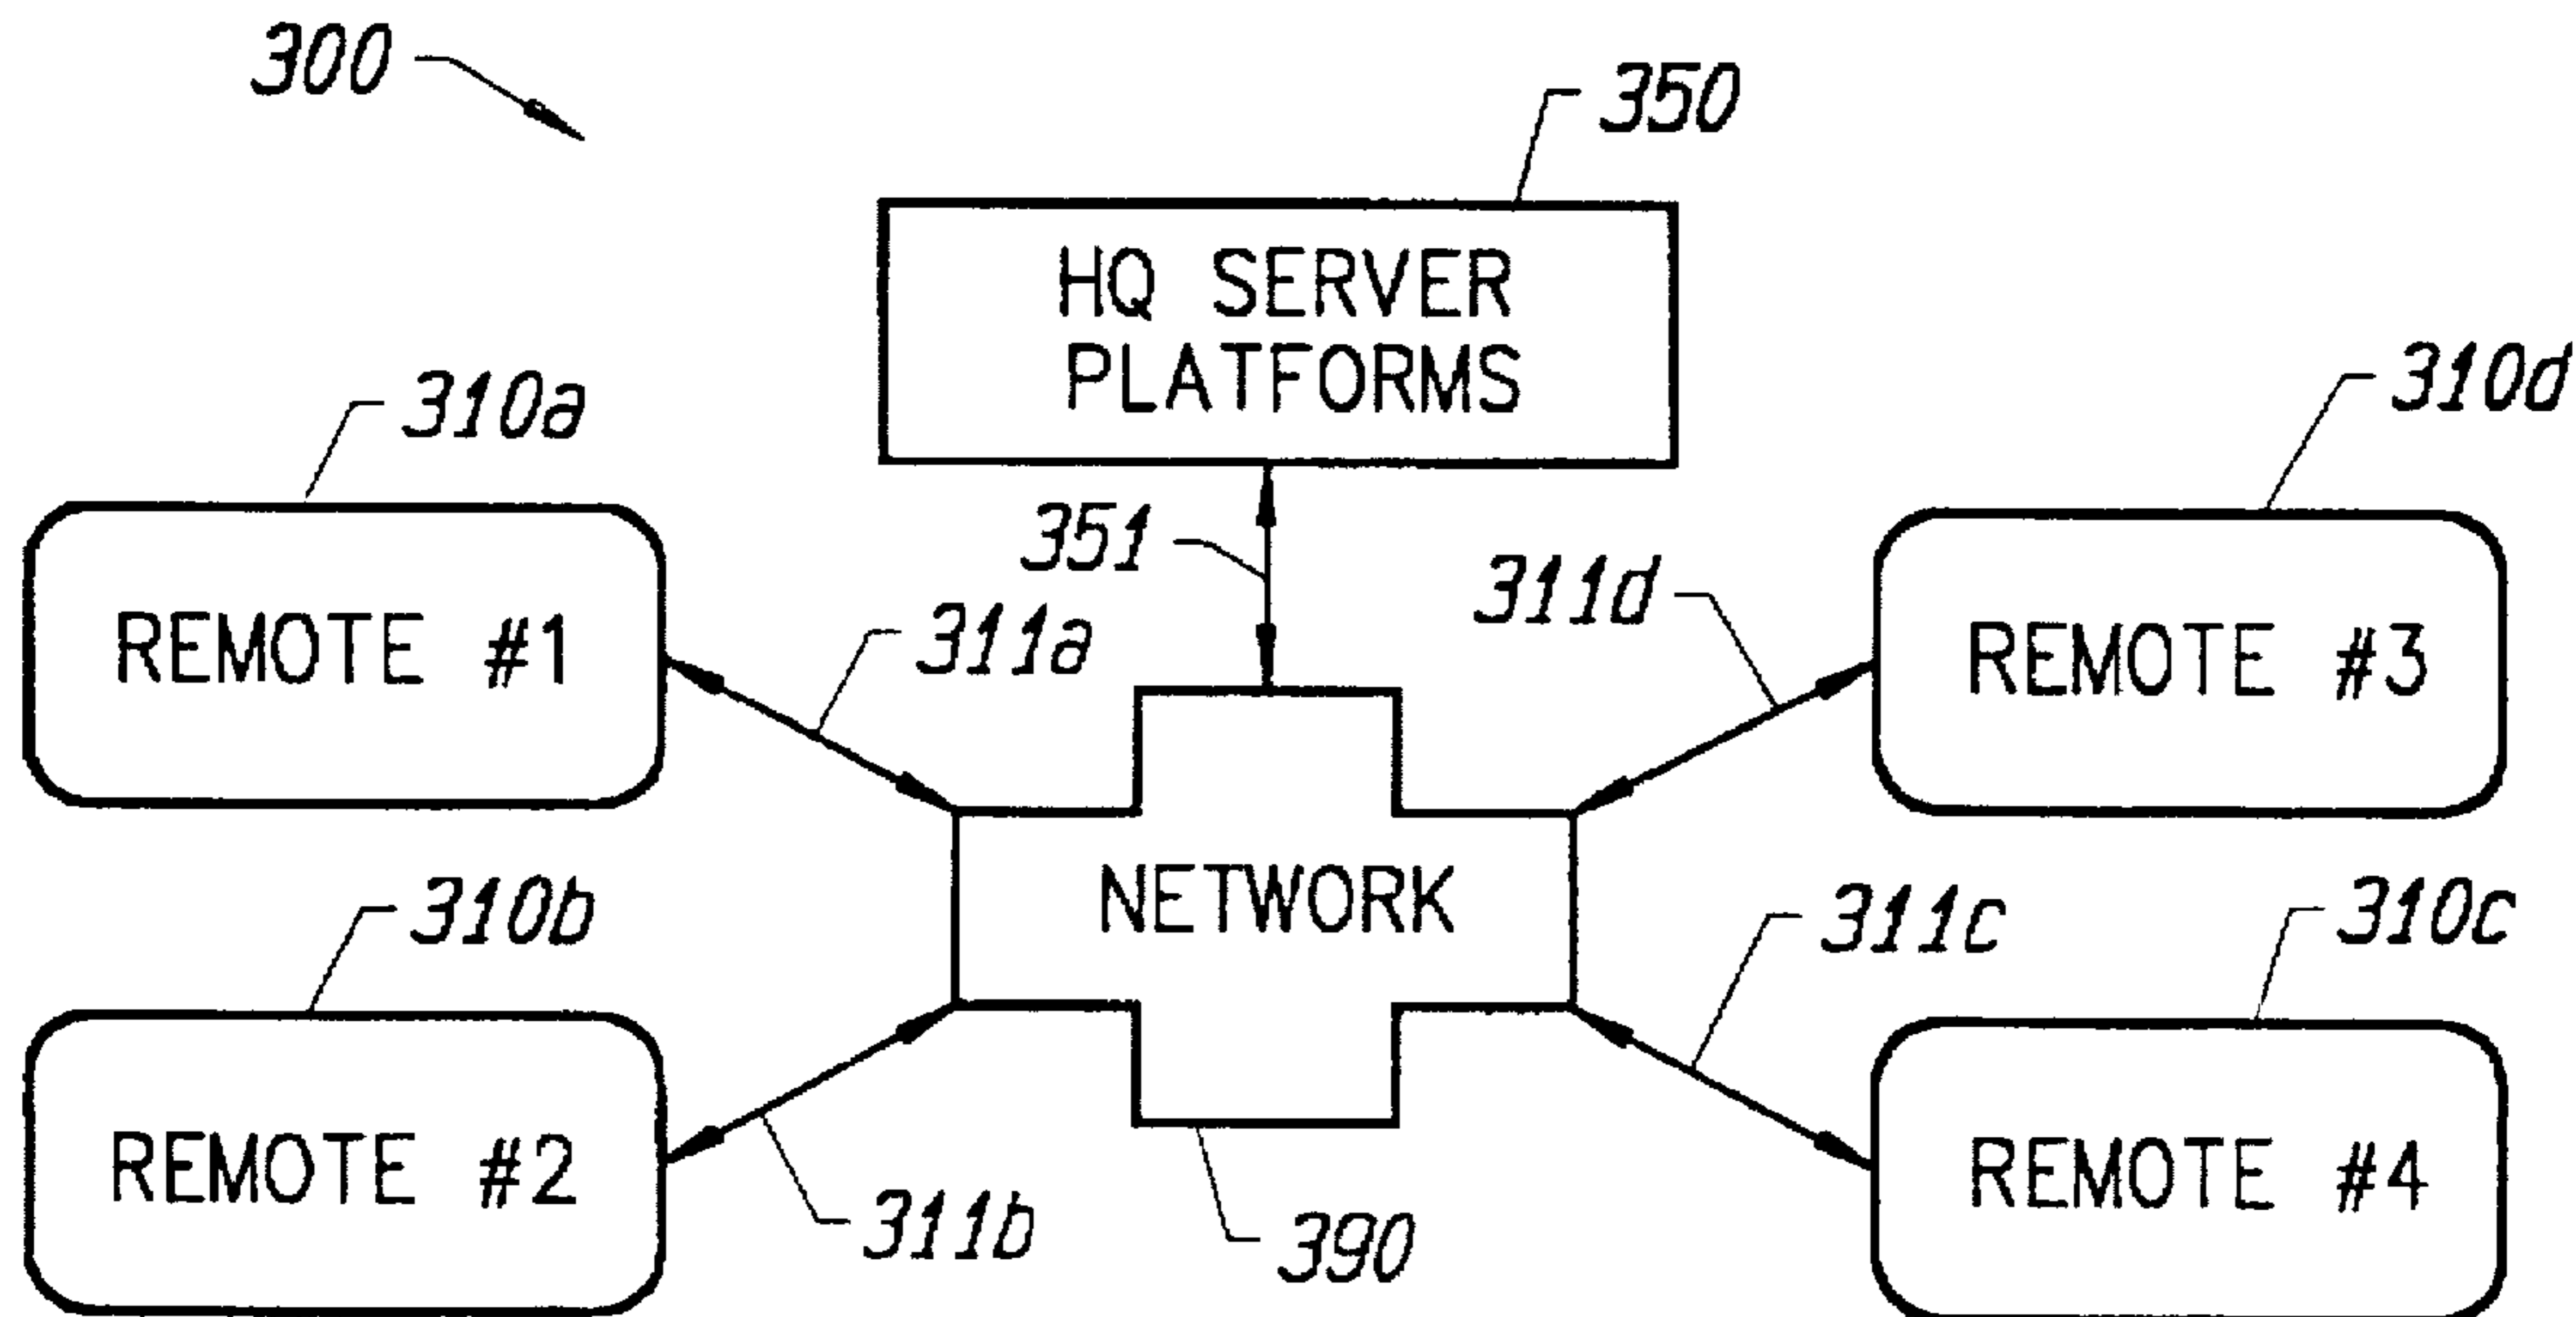 300
350
HQ SERVER
PLATFORMS
310a
310d
351
311d
311a
REMOTE #1
REMOTE #3
NETWORK
310b
311c
310c
REMOTE #2
311b
390
REMOTE #4